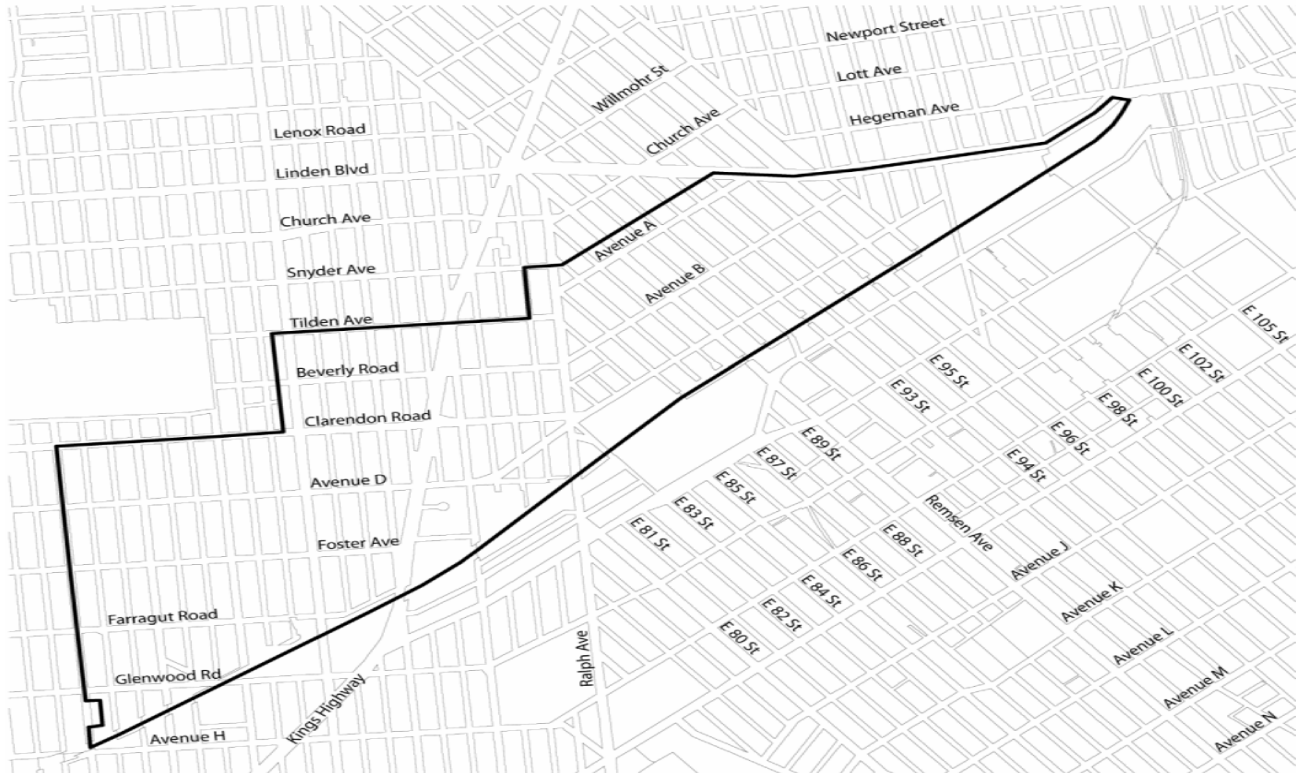 Newport Street
Lott Ave
Hegeman Ave
Willmohr St
Church Ave
Lenox Road
Linden Blvd
Church Ave
Snyder Ave
Tilden Ave
Beverly Road
Clarendon Road
Avenue D
Foster Ave
Farragut Road
Glenwood Rd
Avenue H
Kings Highway
Ralph Ave
Avenue A
Avenue B
E 81 St
E 83 St
E 85 St
E 87 St
E 89 St
E 93 St
E 95 St
E 80 St
E 82 St
E 84 St
E 86 St
E 88 St
Remsen Ave
E 94 St
E 96 St
E 98 St
E 100 St
E 102 St
E 105 St
Avenue J
Avenue K
Avenue L
Avenue M
Avenue N